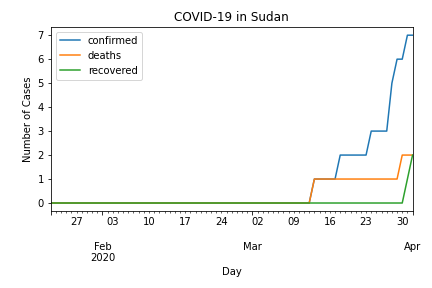 COVID-19 in Sudan
confirmed
deaths
recovered
Number of Cases
7
6
5
4
3
2
1
0
27 03 10 17 24 02 09 16 23 30
Feb Mar Apr
2020
Day